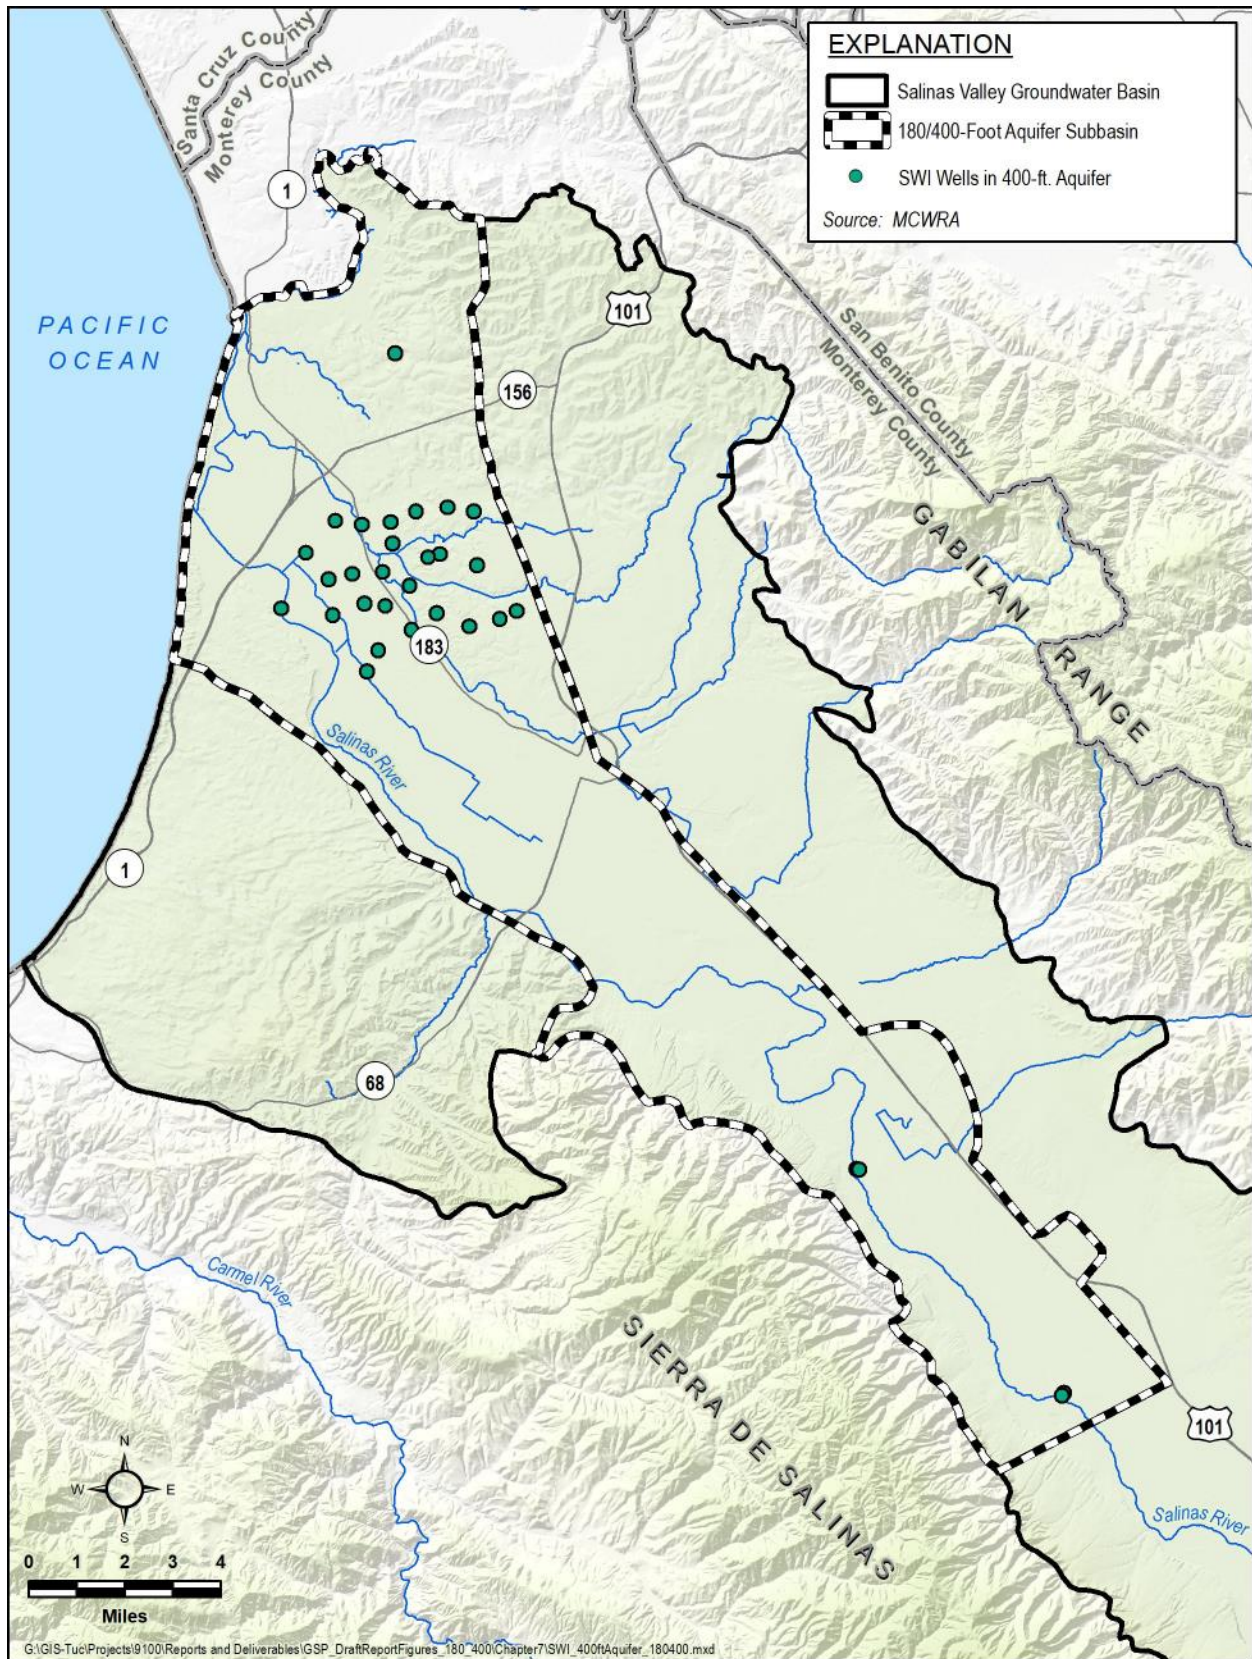 EXPLANATION
Salinas Valley Groundwater Basin
180/400-Foot Aquifer Subbasin
SWI Wells in 400-ft. Aquifer
Source: MCWRA
Santa Cruz County
Monterey County
1
PACIFIC
OCEAN
101
156
San Benito County
Monterey County
GABILAN
RANGE
183
Salinas River
1
68
Carmel River
SIERRA DE SALINAS
101
Salinas River
N
W
E
S
0 1 2 3 4
Miles
G:\GIS-Tuc\Projects\9100\Reports and Deliverables\GSP_DraftReportFigures_180_400\Chapter7\SWI_400ftAquifer_180400.mxd